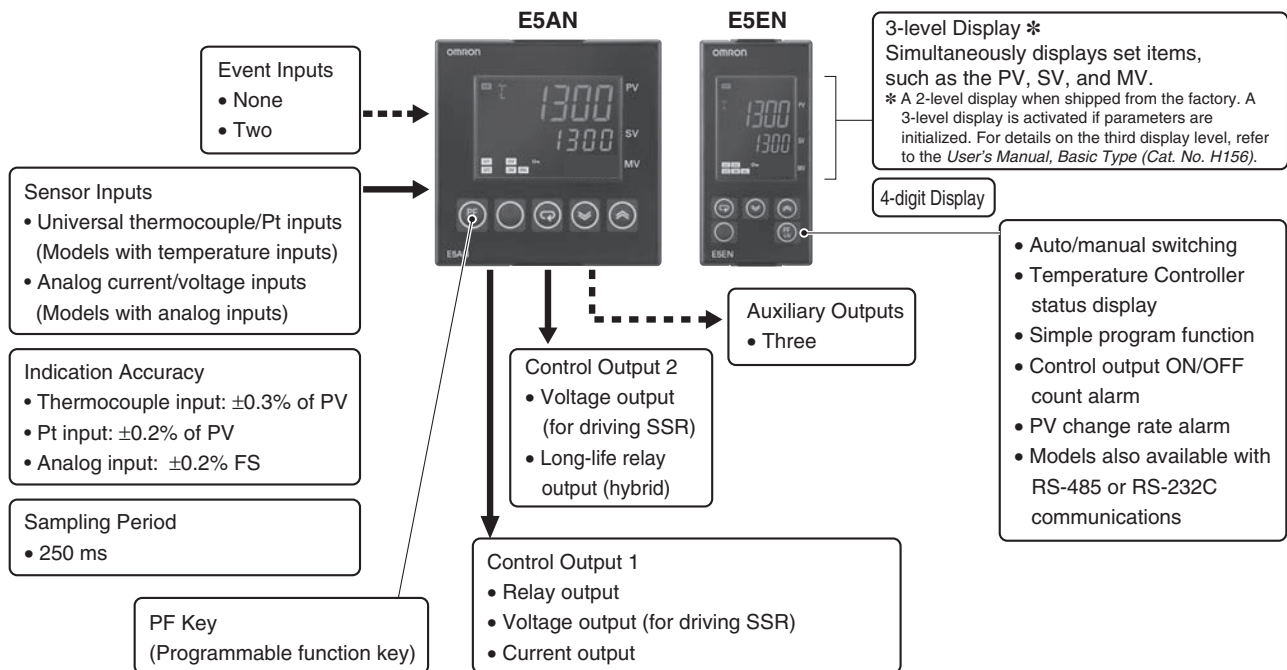 E5AN
E5EN
Event Inputs
• None
• Two
Sensor Inputs
• Universal thermocouple/Pt inputs
(Models with temperature inputs)
• Analog current/voltage inputs
(Models with analog inputs)
Indication Accuracy
• Thermocouple input: ±0.3% of PV
• Pt input: ±0.2% of PV
• Analog input: ±0.2% FS
Sampling Period
• 250 ms
PF Key
(Programmable function key)
OMRON
1300
PV
1300
SV
MV
PF
E5AN
OMRON
1300
PV
1300
SV
MV
PF
E5EN
3-level Display ✻
Simultaneously displays set items,
such as the PV, SV, and MV.
✻ A 2-level display when shipped from the factory. A
3-level display is activated if parameters are
initialized. For details on the third display level, refer
to the User's Manual, Basic Type (Cat. No. H156).
4-digit Display
• Auto/manual switching
• Temperature Controller
status display
• Simple program function
• Control output ON/OFF
count alarm
• PV change rate alarm
• Models also available with
RS-485 or RS-232C
communications
Auxiliary Outputs
• Three
Control Output 2
• Voltage output
(for driving SSR)
• Long-life relay
output (hybrid)
Control Output 1
• Relay output
• Voltage output (for driving SSR)
• Current output